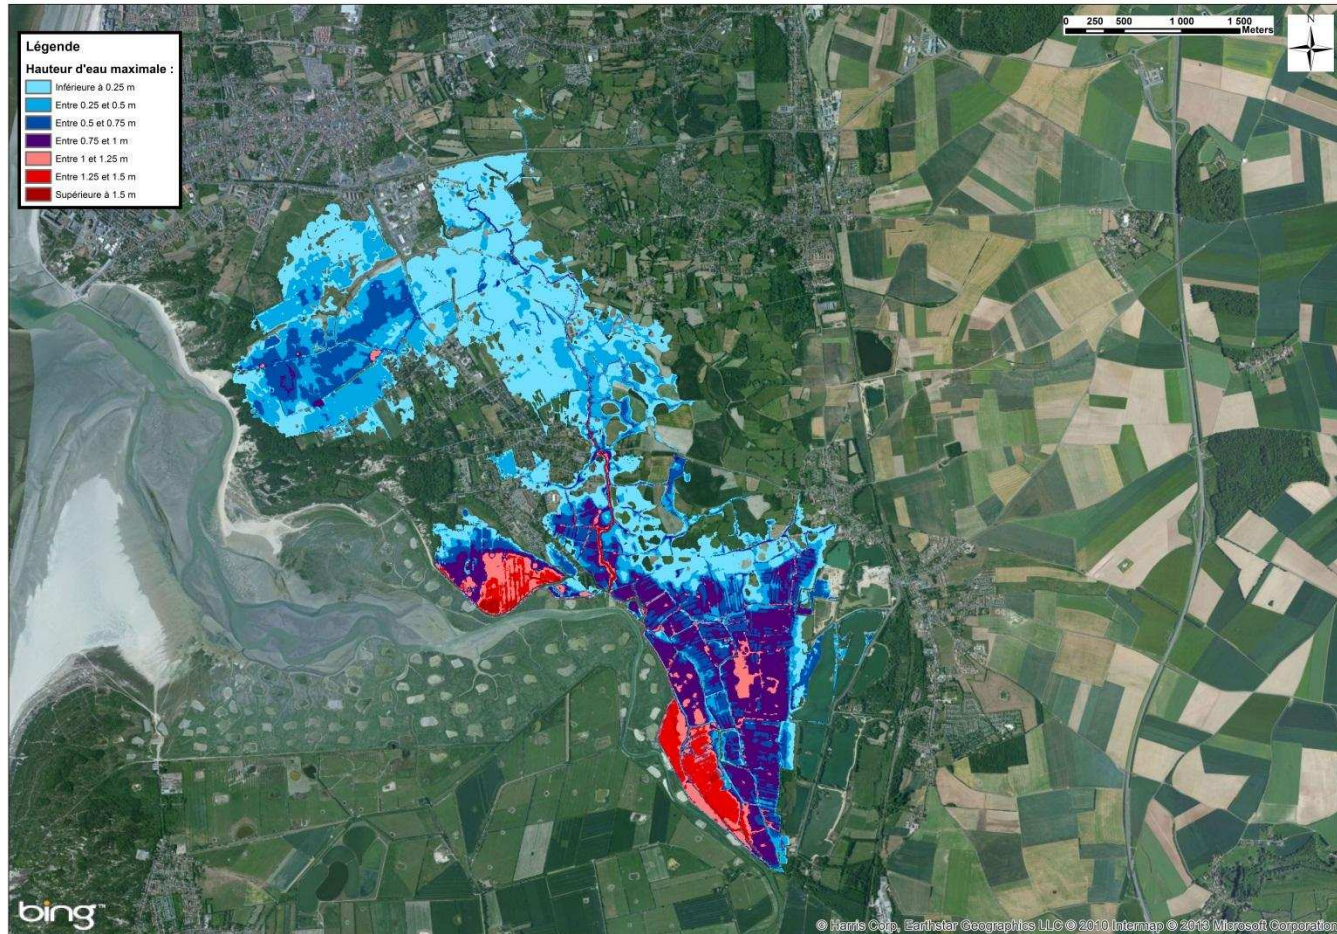 Légende
Hauteur d'eau maximale :
Inférieure à 0.25 m
Entre 0.25 et 0.5 m
Entre 0.5 et 0.75 m
Entre 0.75 et 1 m
Entre 1 et 1.25 m
Entre 1.25 et 1.5 m
Supérieure à 1.5 m
0 250 500 1 000 1 500
Meters
N
bing™
© Harris Corp, Earthstar Geographics LLC © 2010 Intermap © 2013 Microsoft Corporation